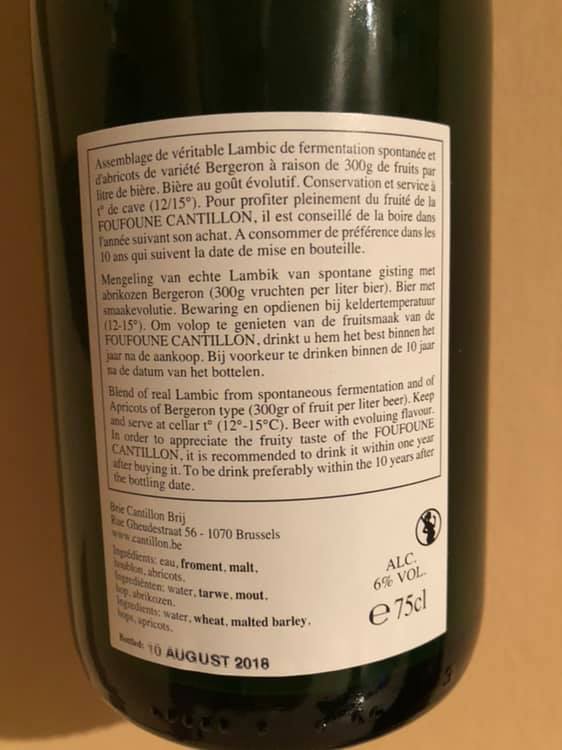 Assemblage de véritable Lambic de fermentation spontanée et
d'abricots de variété Bergeron à raison de 300g de fruits par
litre de bière. Bière au goût évolutif. Conservation et service à
t° de cave (12/15°). Pour profiter pleinement du fruité de la
FOUFOUNE CANTILLON, il est conseillé de la boire dans
l'année suivant son achat. A consommer de préférence dans les
10 ans qui suivent la date de mise en bouteille.
Mengeling van echte Lambik van spontane gisting met
abrikozen Bergeron (300g vruchten per liter bier). Bier met
smaakevolutie. Bewaring en opdienen bij keldertemperatuur
(12-15°). Om volop te genieten van de fruitsmaak van de
FOUFOUNE CANTILLON, drinkt u hem het best binnen het
jaar na de aankoop. Bij voorkeur te drinken binnen de 10 jaar
na de datum van het bottelen.
Blend of real Lambic from spontaneous fermentation and of
Apricots of Bergeron type (300gr of fruit per liter beer). Keep
and serve at cellar t° (12°-15°C). Beer with evoluing flavour.
In order to appreciate the fruity taste of the FOUFOUNE
CANTILLON, it is recommended to drink it within one year
after buying it. To be drink preferably within the 10 years after
the bottling date.
Brie Cantillon Brij
Rue Gheudestraat 56 - 1070 Brussels
www.cantillon.be
Ingrédients: eau, froment, malt,
houblon, abricots.
Ingrediënten: water, tarwe, mout,
hop, abrikozen.
Ingredients: water, wheat, malted barley,
hops, apricots.
Bottled: 10 AUGUST 2018
ALC.
6% VOL.
e 75cl